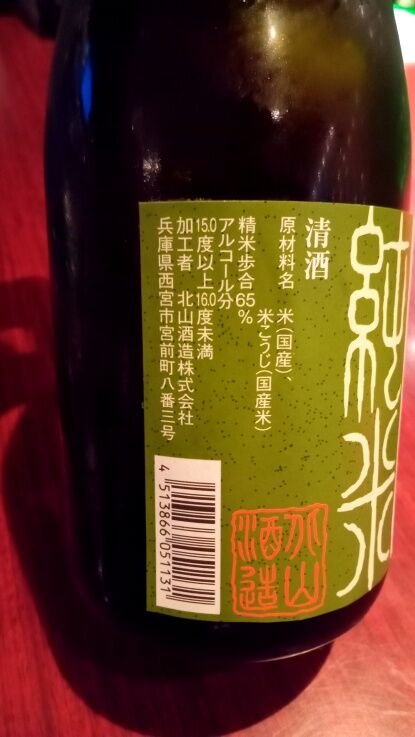 純米
清酒
原材料名 米(国産)、
米こうじ(国産米)
精米歩合65%
アルコール分
15.0度以上16.0度未満
加工者 北山酒造株式会社
兵庫県西宮市宮前町八番三号
北山
酒造
4 513866 051131